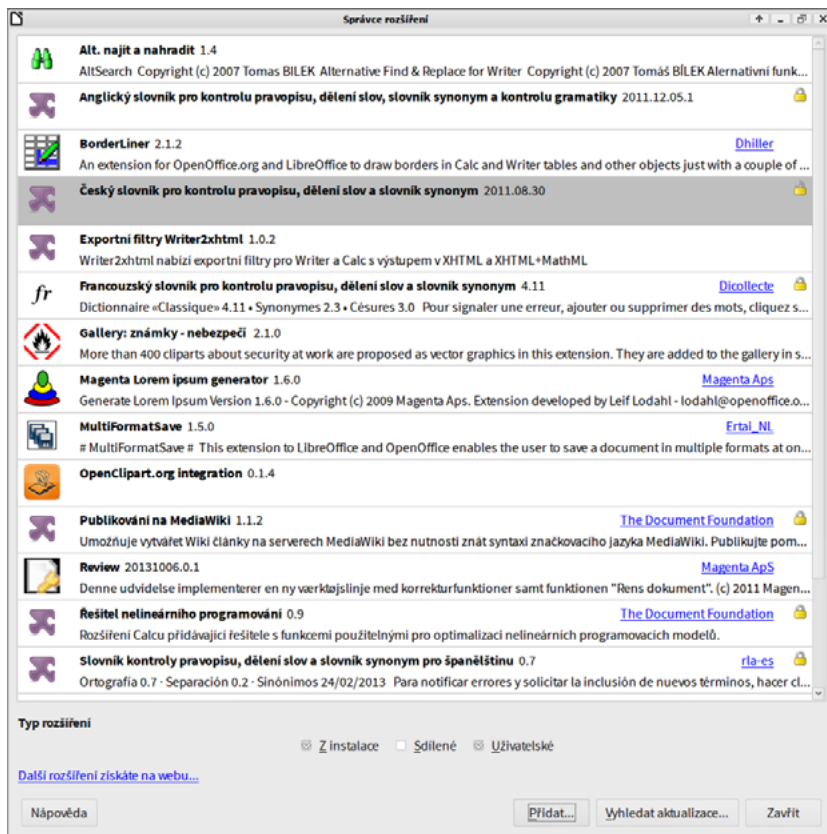 Správce rozšíření
Alt. najít a nahradit 1.4
AltSearch Copyright (c) 2007 Tomas BILEK Alternative Find & Replace for Writer Copyright (c) 2007 Tomáš BÍLEK Alernativní funk...
Anglický slovník pro kontrolu pravopisu, dělení slov, slovník synonym a kontrolu gramatiky 2011.12.05.1
BorderLiner 2.1.2 Dhiller
An extension for OpenOffice.org and LibreOffice to draw borders in Calc and Writer tables and other objects just with a couple of ...
Český slovník pro kontrolu pravopisu, dělení slov a slovník synonym 2011.08.30
Exportní filtry Writer2xhtml 1.0.2
Writer2xhtml nabízí exportní filtry pro Writer a Calc s výstupem v XHTML a XHTML+MathML
fr Francouzský slovník pro kontrolu pravopisu, dělení slov a slovník synonym 4.11 Dicollecte
Dictionnaire «Classique» 4.11 • Synonymes 2.3 • Césures 3.0 Pour signaler une erreur, ajouter ou supprimer des mots, cliquez s...
Gallery: známky - nebezpečí 2.1.0
More than 400 cliparts about security at work are proposed as vector graphics in this extension. They are added to the gallery in s...
Magenta Lorem ipsum generator 1.6.0 Magenta Aps
Generate Lorem Ipsum Version 1.6.0 - Copyright (c) 2009 Magenta Aps. Extension developed by Leif Lodahl - lodahl@openoffice.o...
MultiFormatSave 1.5.0 Ertai_NL
# MultiFormatSave # This extension to LibreOffice and OpenOffice enables the user to save a document in multiple formats at on...
OpenClipart.org integration 0.1.4
Publikování na MediaWiki 1.1.2 The Document Foundation
Umožňuje vytvářet Wiki články na serverech MediaWiki bez nutnosti znát syntaxi značkovacího jazyka MediaWiki. Publikujte pom...
Review 20131006.0.1 Magenta ApS
Denne udvidelse implementerer en ny værktøjslinje med korrekturfunktioner samt funktionen "Rens dokument". (c) 2011 Magen...
Řešitel nelineárního programování 0.9 The Document Foundation
Rozšíření Calcu přidávající řešitele s funkcemi použitelnými pro optimalizaci nelineárních programovacích modelů.
Slovník kontroly pravopisu, dělení slov a slovník synonym pro španělštinu 0.7 rla-es
Ortografía 0.7 · Separación 0.2 · Sinónimos 24/02/2013 Para notificar errores y solicitar la inclusión de nuevos términos, hacer cl...
Typ rozšíření
Z instalace Sdílené Uživatelské
Další rozšíření získáte na webu...
Nápověda Přidat... Vyhledat aktualizace... Zavřít